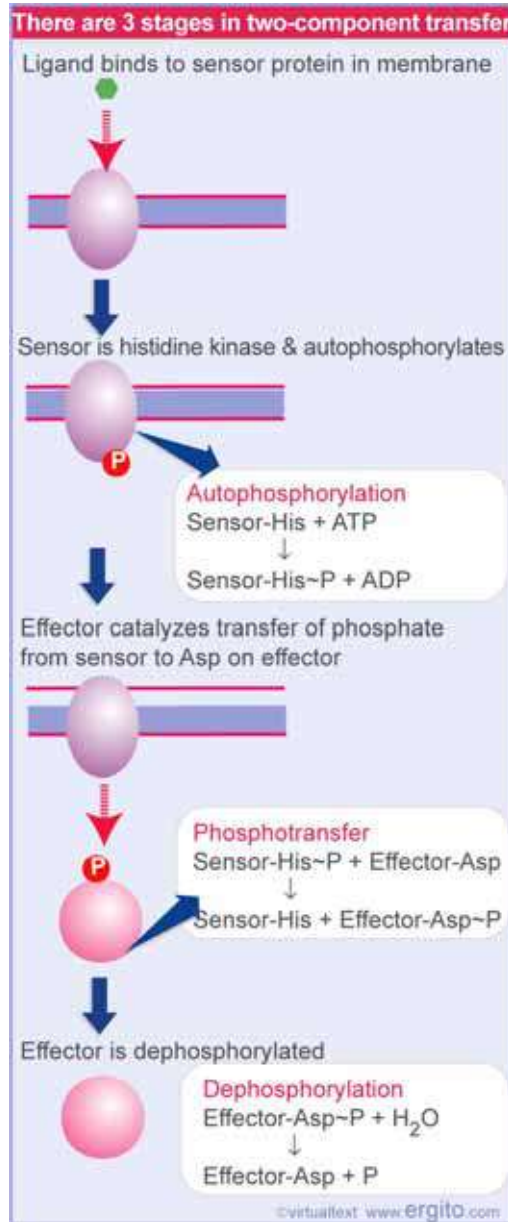 There are 3 stages in two-component transfer
Ligand binds to sensor protein in membrane
Sensor is histidine kinase & autophosphorylates
P
Autophosphorylation
Sensor-His + ATP
↓
Sensor-His~P + ADP
Effector catalyzes transfer of phosphate
from sensor to Asp on effector
P
Phosphotransfer
Sensor-His~P + Effector-Asp
↓
Sensor-His + Effector-Asp~P
Effector is dephosphorylated
Dephosphorylation
Effector-Asp~P + H₂O
↓
Effector-Asp + P
©virtualtext www.ergito.com